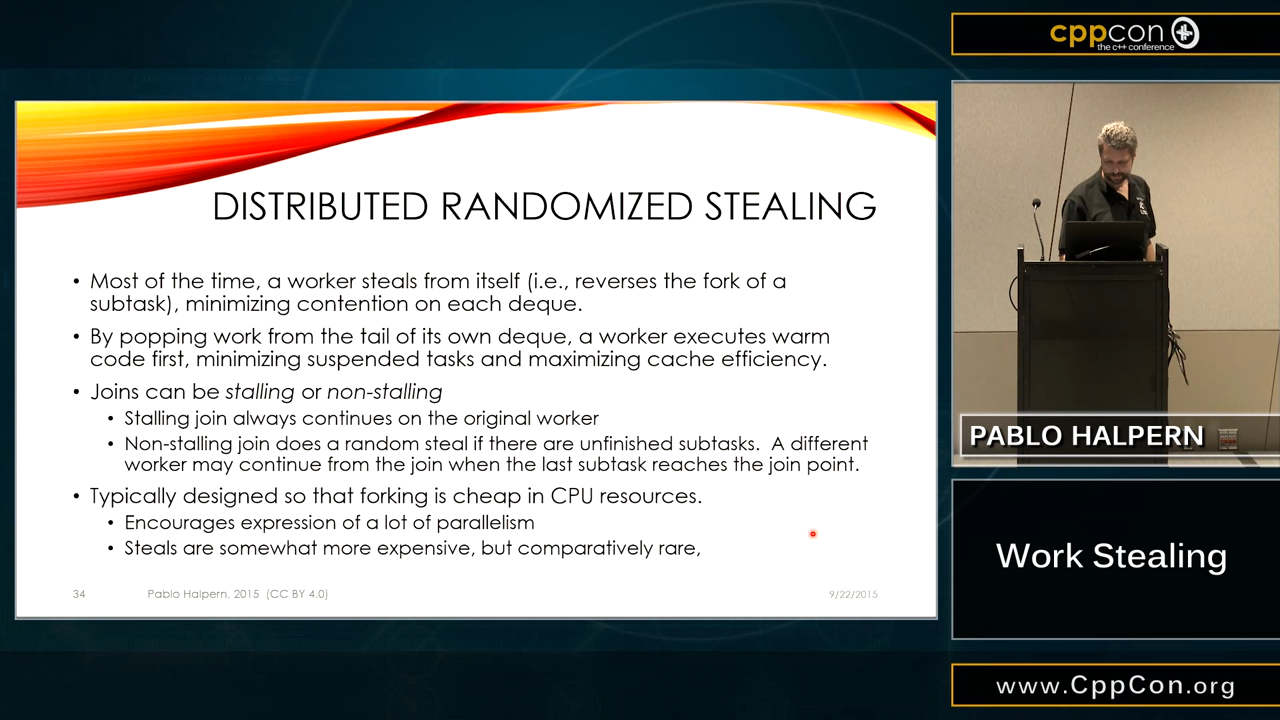 cppcon
the c++ conference
DISTRIBUTED RANDOMIZED STEALING
• Most of the time, a worker steals from itself (i.e., reverses the fork of a
subtask), minimizing contention on each deque.
• By popping work from the tail of its own deque, a worker executes warm
code first, minimizing suspended tasks and maximizing cache efficiency.
• Joins can be stalling or non-stalling
• Stalling join always continues on the original worker
• Non-stalling join does a random steal if there are unfinished subtasks. A different
worker may continue from the join when the last subtask reaches the join point.
• Typically designed so that forking is cheap in CPU resources.
• Encourages expression of a lot of parallelism
• Steals are somewhat more expensive, but comparatively rare,
34
Pablo Halpern, 2015 (CC BY 4.0)
9/22/2015
PABLO HALPERN
Work Stealing
www.CppCon.org